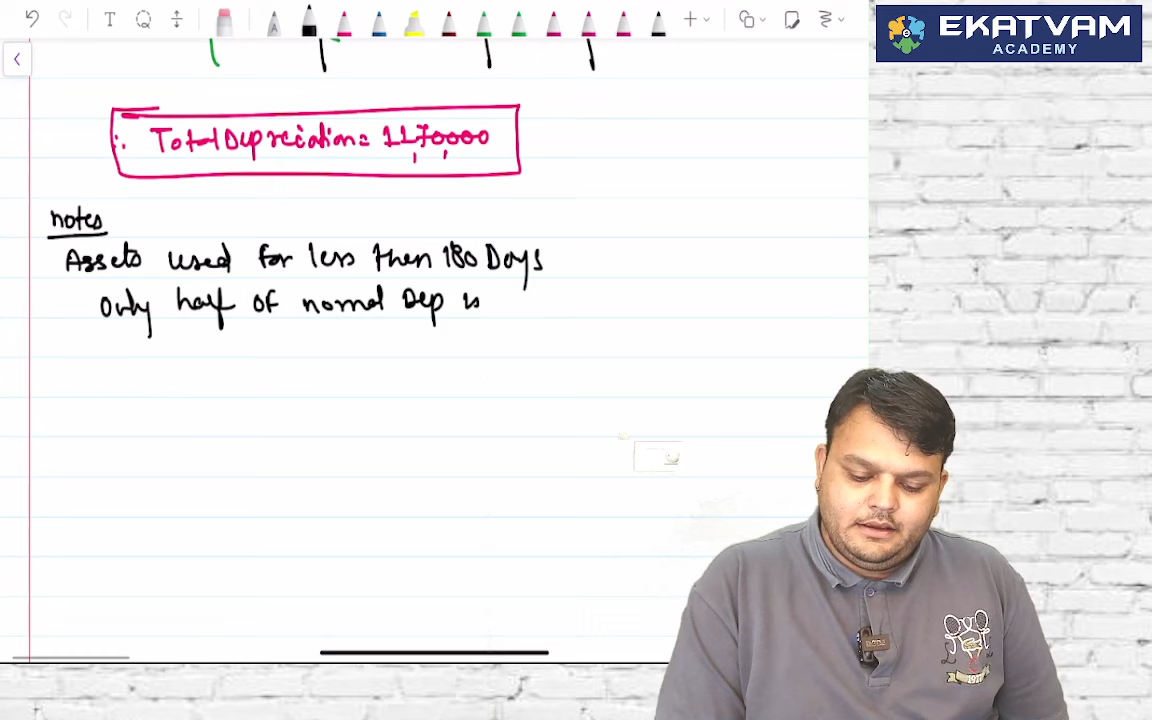 EKATVAM
ACADEMY
∴ Total Depreciation = 11,70,000
notes
Assets used for less then 180 Days
Only half of normal Dep is